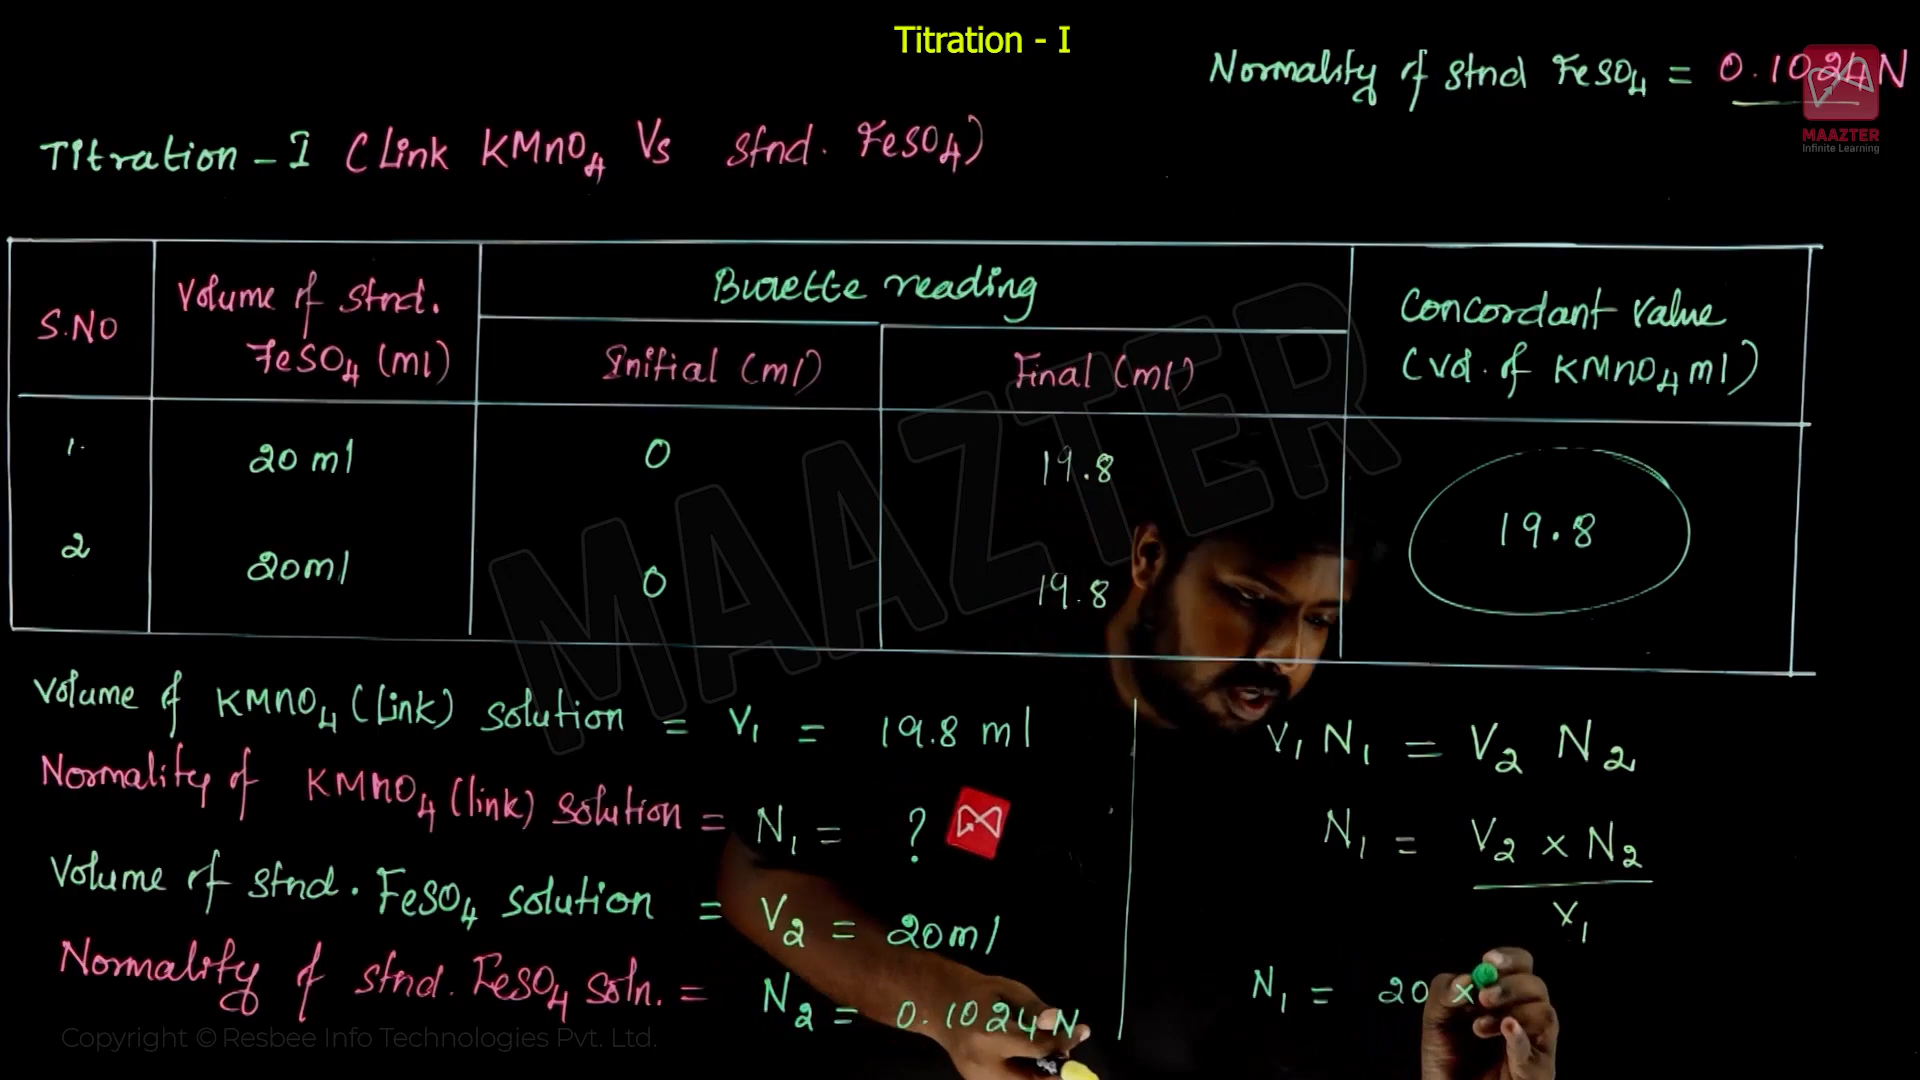 Titration - I
Normality of stnd FeSO4 = 0.1024 N
MAAZTER
Infinite Learning
Titration - I (Link KMnO4 Vs stnd. FeSO4)
S.NO
Volume of stnd. FeSO4 (ml)
Burette reading
Initial (ml)
Final (ml)
Concordant value (vol. of KMnO4 ml)
1. 20 ml 0 19.8
19.8
2 20ml 0 19.8
MAAZTER
Volume of KMnO4 (Link) solution = V1 = 19.8 ml
Normality of KMnO4 (link) solution = N1 = ?
Volume of stnd. FeSO4 solution = V2 = 20ml
Normality of stnd. FeSO4 soln. = N2 = 0.1024 N
V1 N1 = V2 N2
N1 = V2 x N2
V1
N1 = 20 x
Copyright © Resbee Info Technologies Pvt. Ltd.